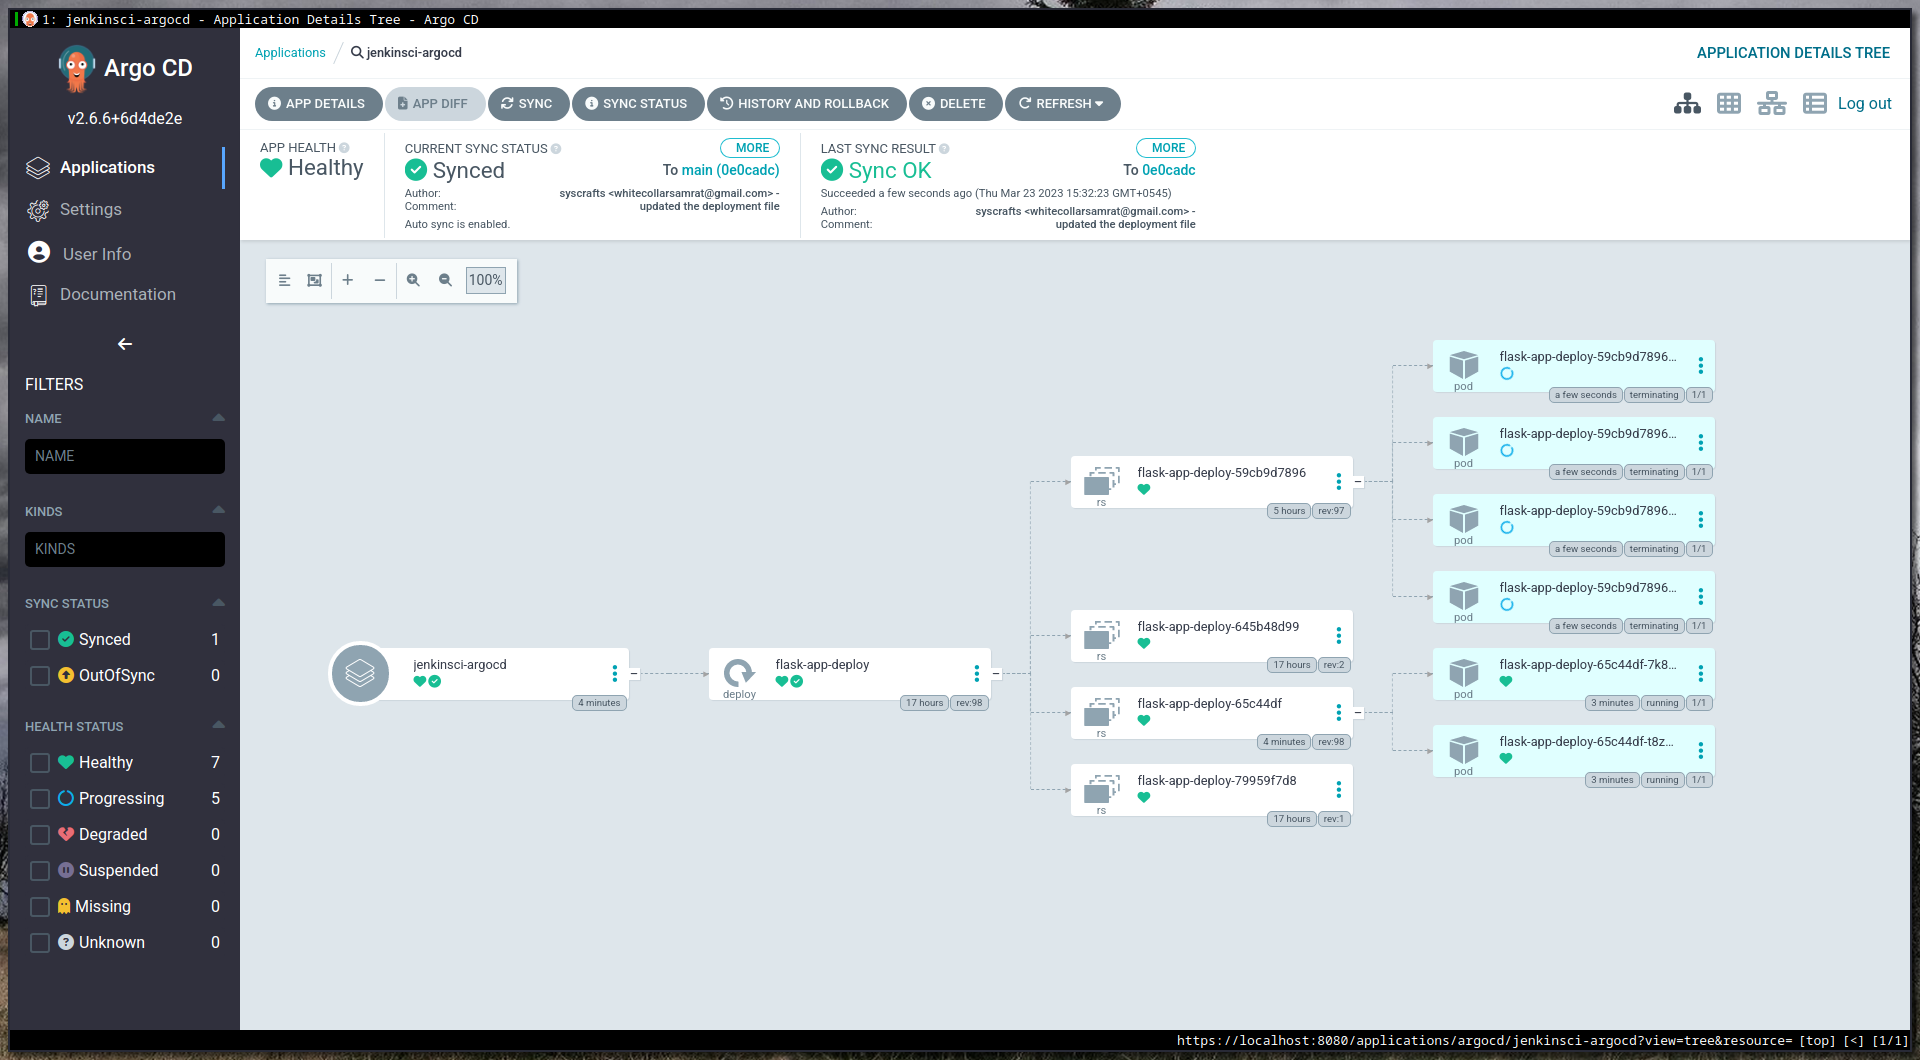 1: jenkinsci-argocd - Application Details Tree - Argo CD
Argo CD
v2.6.6+6d4de2e
Applications
Settings
User Info
Documentation
FILTERS
NAME
NAME
KINDS
KINDS
SYNC STATUS
Synced 1
OutOfSync 0
HEALTH STATUS
Healthy 7
Progressing 5
Degraded 0
Suspended 0
Missing 0
Unknown 0
Applications / jenkinsci-argocd
APPLICATION DETAILS TREE
APP DETAILS APP DIFF SYNC SYNC STATUS HISTORY AND ROLLBACK DELETE REFRESH
Log out
APP HEALTH
Healthy
CURRENT SYNC STATUS MORE
Synced To main (0e0cadc)
Author: syscrafts <whitecollarsamrat@gmail.com> -
Comment: updated the deployment file
Auto sync is enabled.
LAST SYNC RESULT MORE
Sync OK To 0e0cadc
Succeeded a few seconds ago (Thu Mar 23 2023 15:32:23 GMT+0545)
Author: syscrafts <whitecollarsamrat@gmail.com> -
Comment: updated the deployment file
100%
jenkinsci-argocd
4 minutes
flask-app-deploy
deploy
17 hours rev:98
flask-app-deploy-59cb9d7896
rs
5 hours rev:97
flask-app-deploy-645b48d99
rs
17 hours rev:2
flask-app-deploy-65c44df
rs
4 minutes rev:98
flask-app-deploy-79959f7d8
rs
17 hours rev:1
flask-app-deploy-59cb9d7896...
pod
a few seconds terminating 1/1
flask-app-deploy-59cb9d7896...
pod
a few seconds terminating 1/1
flask-app-deploy-59cb9d7896...
pod
a few seconds terminating 1/1
flask-app-deploy-59cb9d7896...
pod
a few seconds terminating 1/1
flask-app-deploy-65c44df-7k8...
pod
3 minutes running 1/1
flask-app-deploy-65c44df-t8z...
pod
3 minutes running 1/1
https://localhost:8080/applications/argocd/jenkinsci-argocd?view=tree&resource= [top] [<] [1/1]